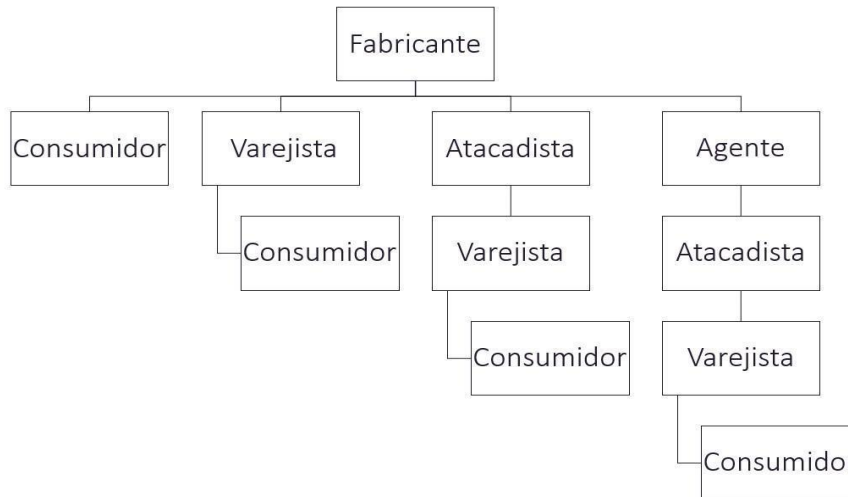 Fabricante
Consumidor
Varejista
Atacadista
Agente
Consumidor
Varejista
Atacadista
Consumidor
Varejista
Consumido